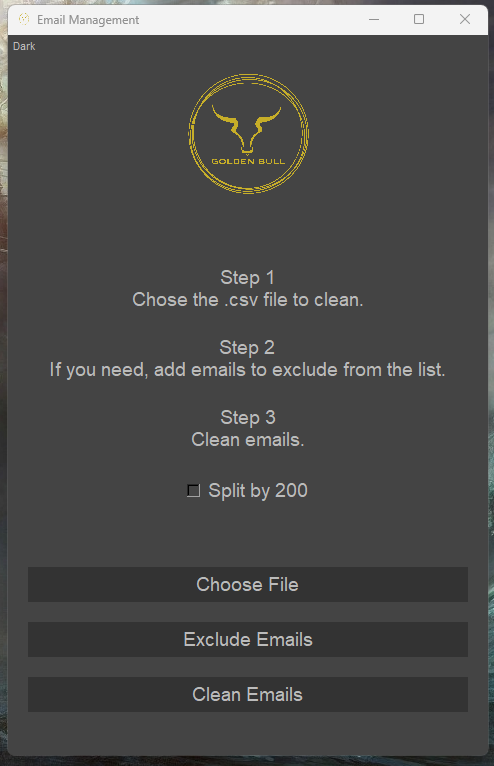 Email Management
Dark
GOLDEN BULL
Step 1
Chose the .csv file to clean.
Step 2
If you need, add emails to exclude from the list.
Step 3
Clean emails.
Split by 200
Choose File
Exclude Emails
Clean Emails